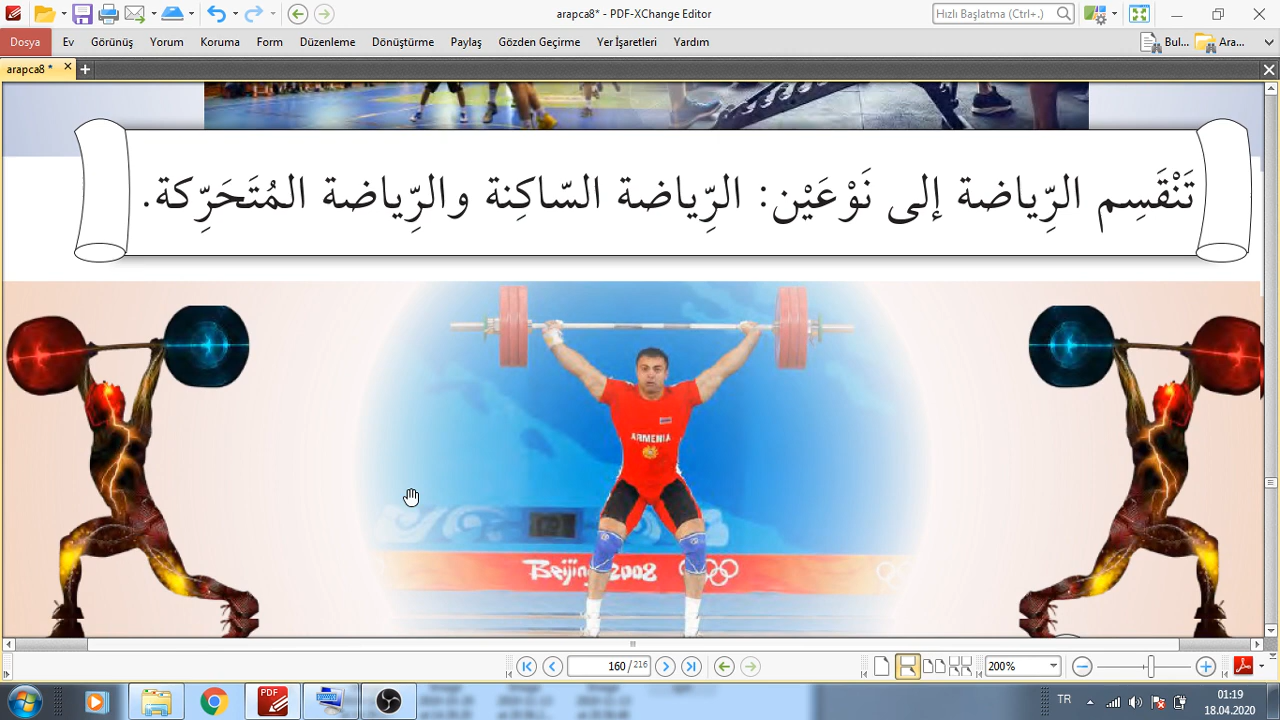 arapca8* - PDF-XChange Editor
Hızlı Başlatma (Ctrl+.)
Dosya Ev Görünüş Yorum Koruma Form Düzenleme Dönüştürme Paylaş Gözden Geçirme Yer İşaretleri Yardım Bul... Ara...
arapca8 *
تَنْقَسِم الرِّياضة إلى نَوْعَيْن: الرِّياضة السّاكِنة والرِّياضة المُتَحَرِّكة.
ARMENIA
Beijing 2008
160 / 216
200%
PDF
TR
01:19
18.04.2020